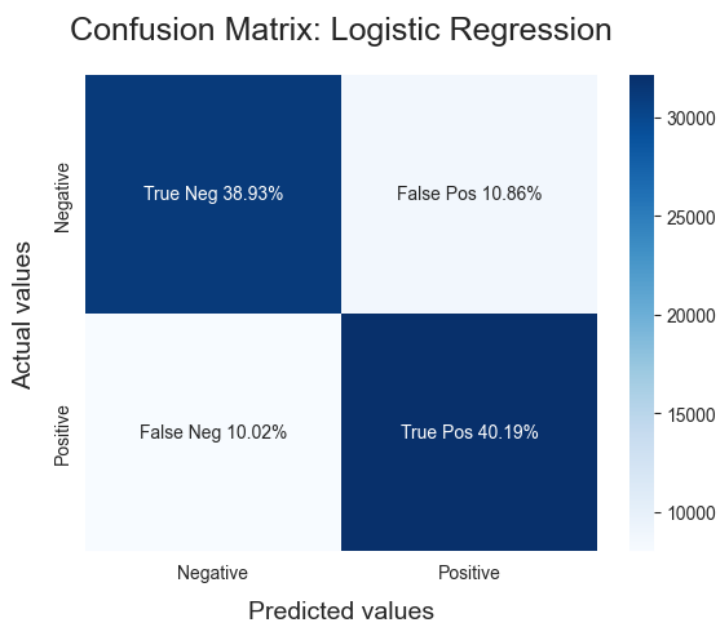 Confusion Matrix: Logistic Regression
Actual values
Negative
Positive
True Neg 38.93%
False Pos 10.86%
False Neg 10.02%
True Pos 40.19%
Negative
Positive
Predicted values
30000
25000
20000
15000
10000